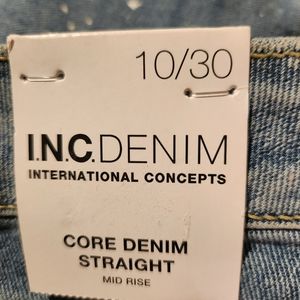 10/30
I.N.C.DENIM
INTERNATIONAL CONCEPTS
CORE DENIM
STRAIGHT
MID RISE